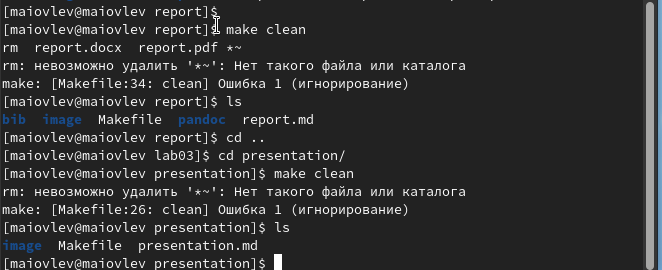 [maiovlev@maiovlev report]$
[maiovlev@maiovlev report]$ make clean
rm  report.docx  report.pdf *~
rm: невозможно удалить '*~': Нет такого файла или каталога
make: [Makefile:34: clean] Ошибка 1 (игнорирование)
[maiovlev@maiovlev report]$ ls
bib  image  Makefile  pandoc  report.md
[maiovlev@maiovlev report]$ cd ..
[maiovlev@maiovlev lab03]$ cd presentation/
[maiovlev@maiovlev presentation]$ make clean
rm: невозможно удалить '*~': Нет такого файла или каталога
make: [Makefile:26: clean] Ошибка 1 (игнорирование)
[maiovlev@maiovlev presentation]$ ls
image  Makefile  presentation.md
[maiovlev@maiovlev presentation]$